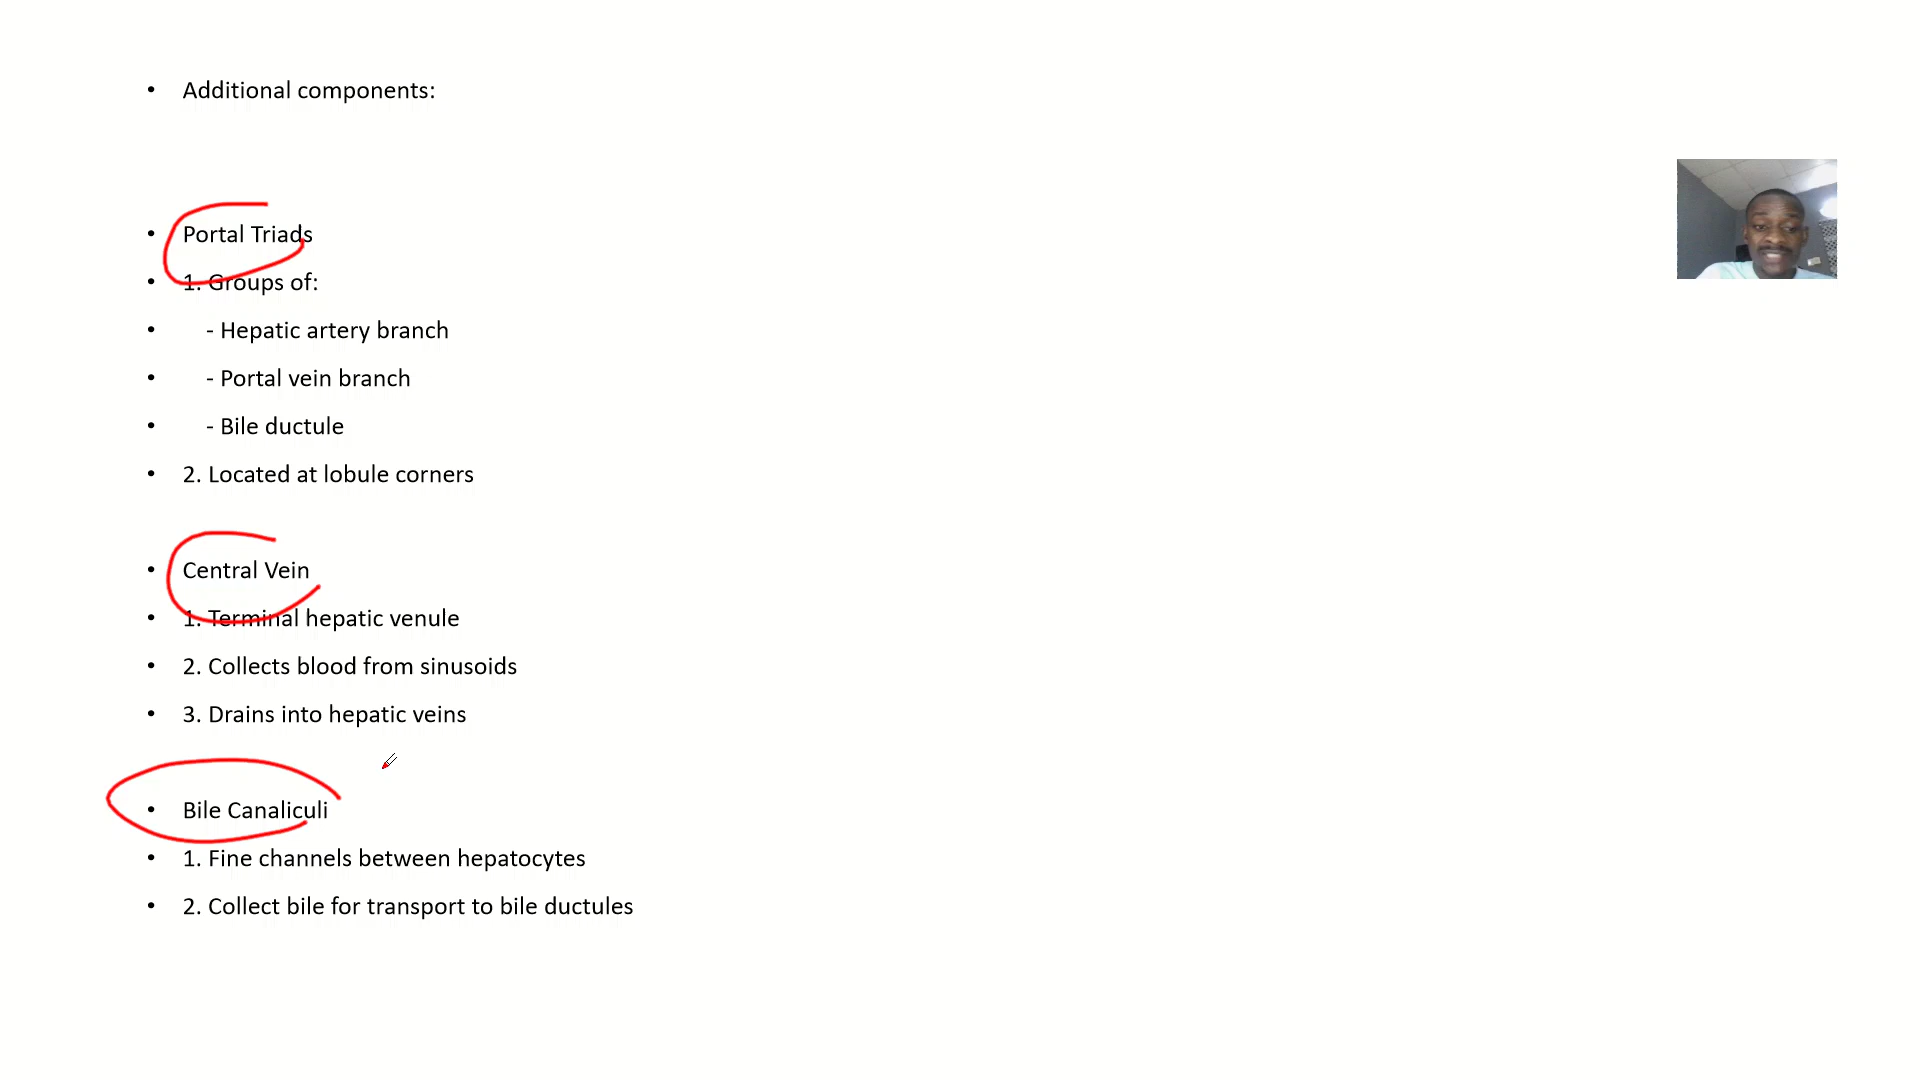 • Additional components:
• Portal Triads
• 1. Groups of:
• - Hepatic artery branch
• - Portal vein branch
• - Bile ductule
• 2. Located at lobule corners
• Central Vein
• 1. Terminal hepatic venule
• 2. Collects blood from sinusoids
• 3. Drains into hepatic veins
• Bile Canaliculi
• 1. Fine channels between hepatocytes
• 2. Collect bile for transport to bile ductules